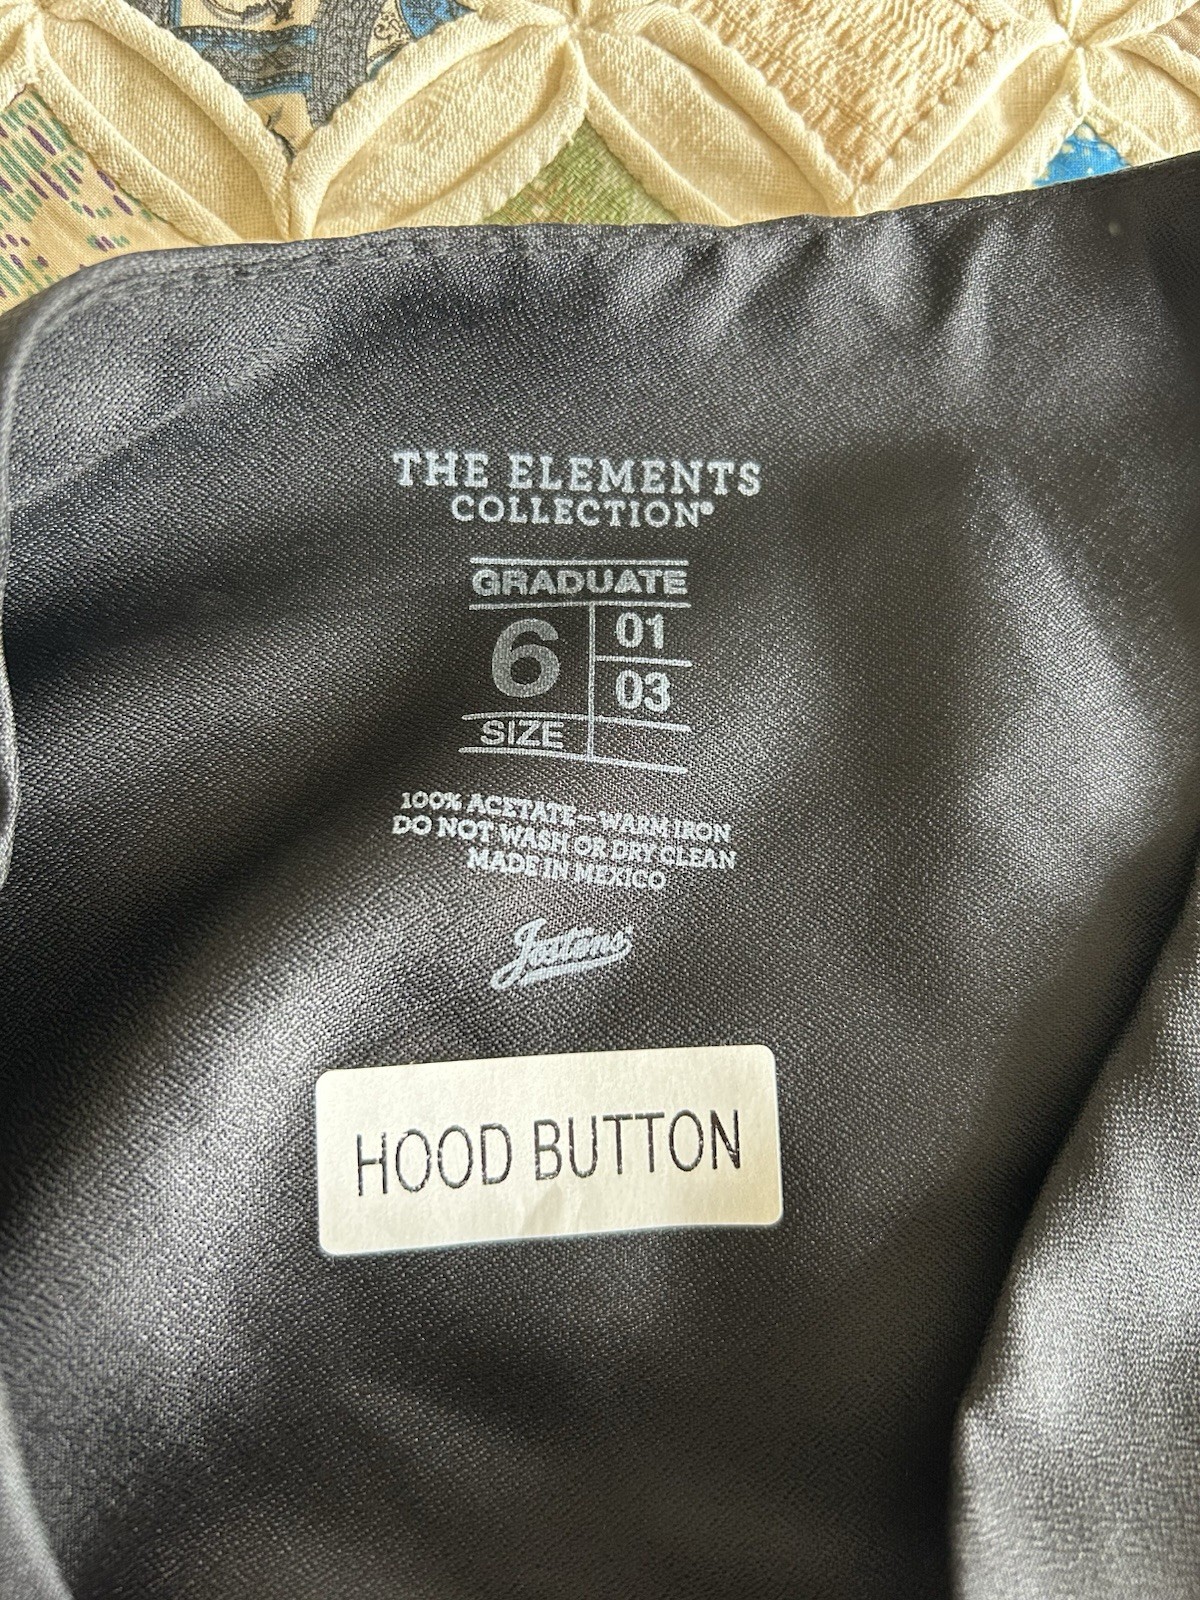 THE ELEMENTS
COLLECTION®
GRADUATE
6
01
03
SIZE
100% ACETATE—WARM IRON
DO NOT WASH OR DRY CLEAN
MADE IN MEXICO
Jostens
HOOD BUTTON